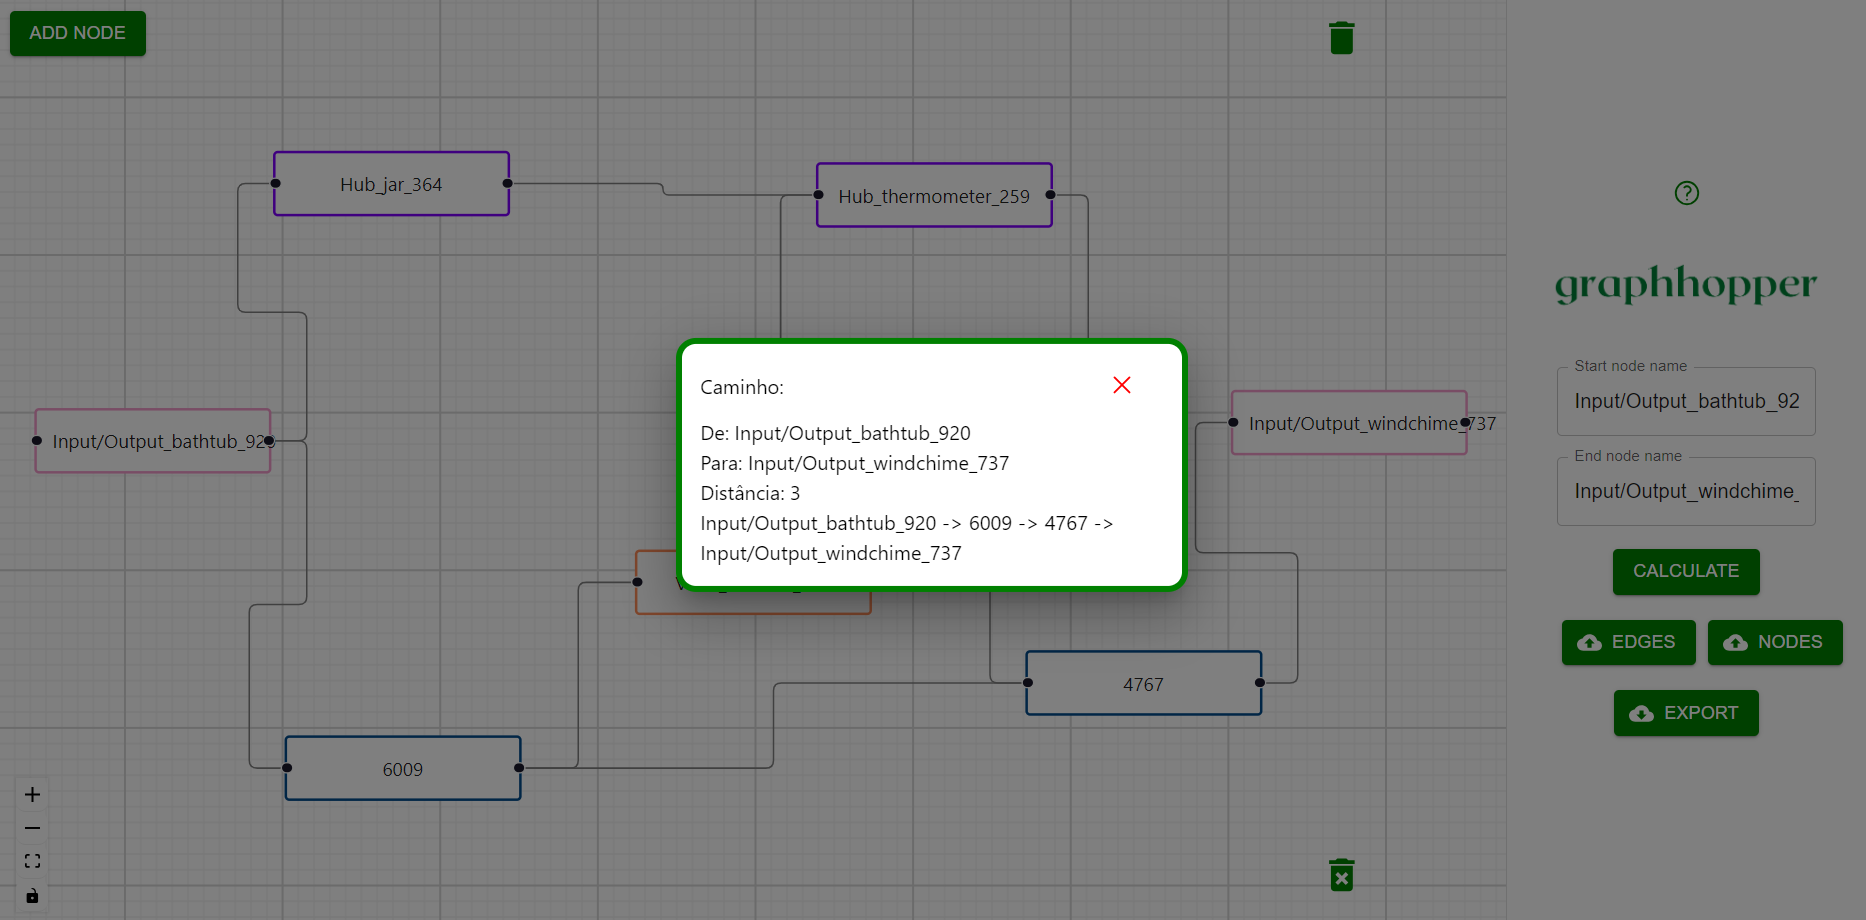 ADD NODE
Hub_jar_364
Hub_thermometer_259
graphhopper
Start node name
Input/Output_bathtub_92
End node name
Input/Output_windchime_
CALCULATE
EDGES
NODES
EXPORT
Input/Output_bathtub_920
Input/Output_windchime_737
Caminho:
De: Input/Output_bathtub_920
Para: Input/Output_windchime_737
Distância: 3
Input/Output_bathtub_920 -> 6009 -> 4767 ->
Input/Output_windchime_737
4767
6009